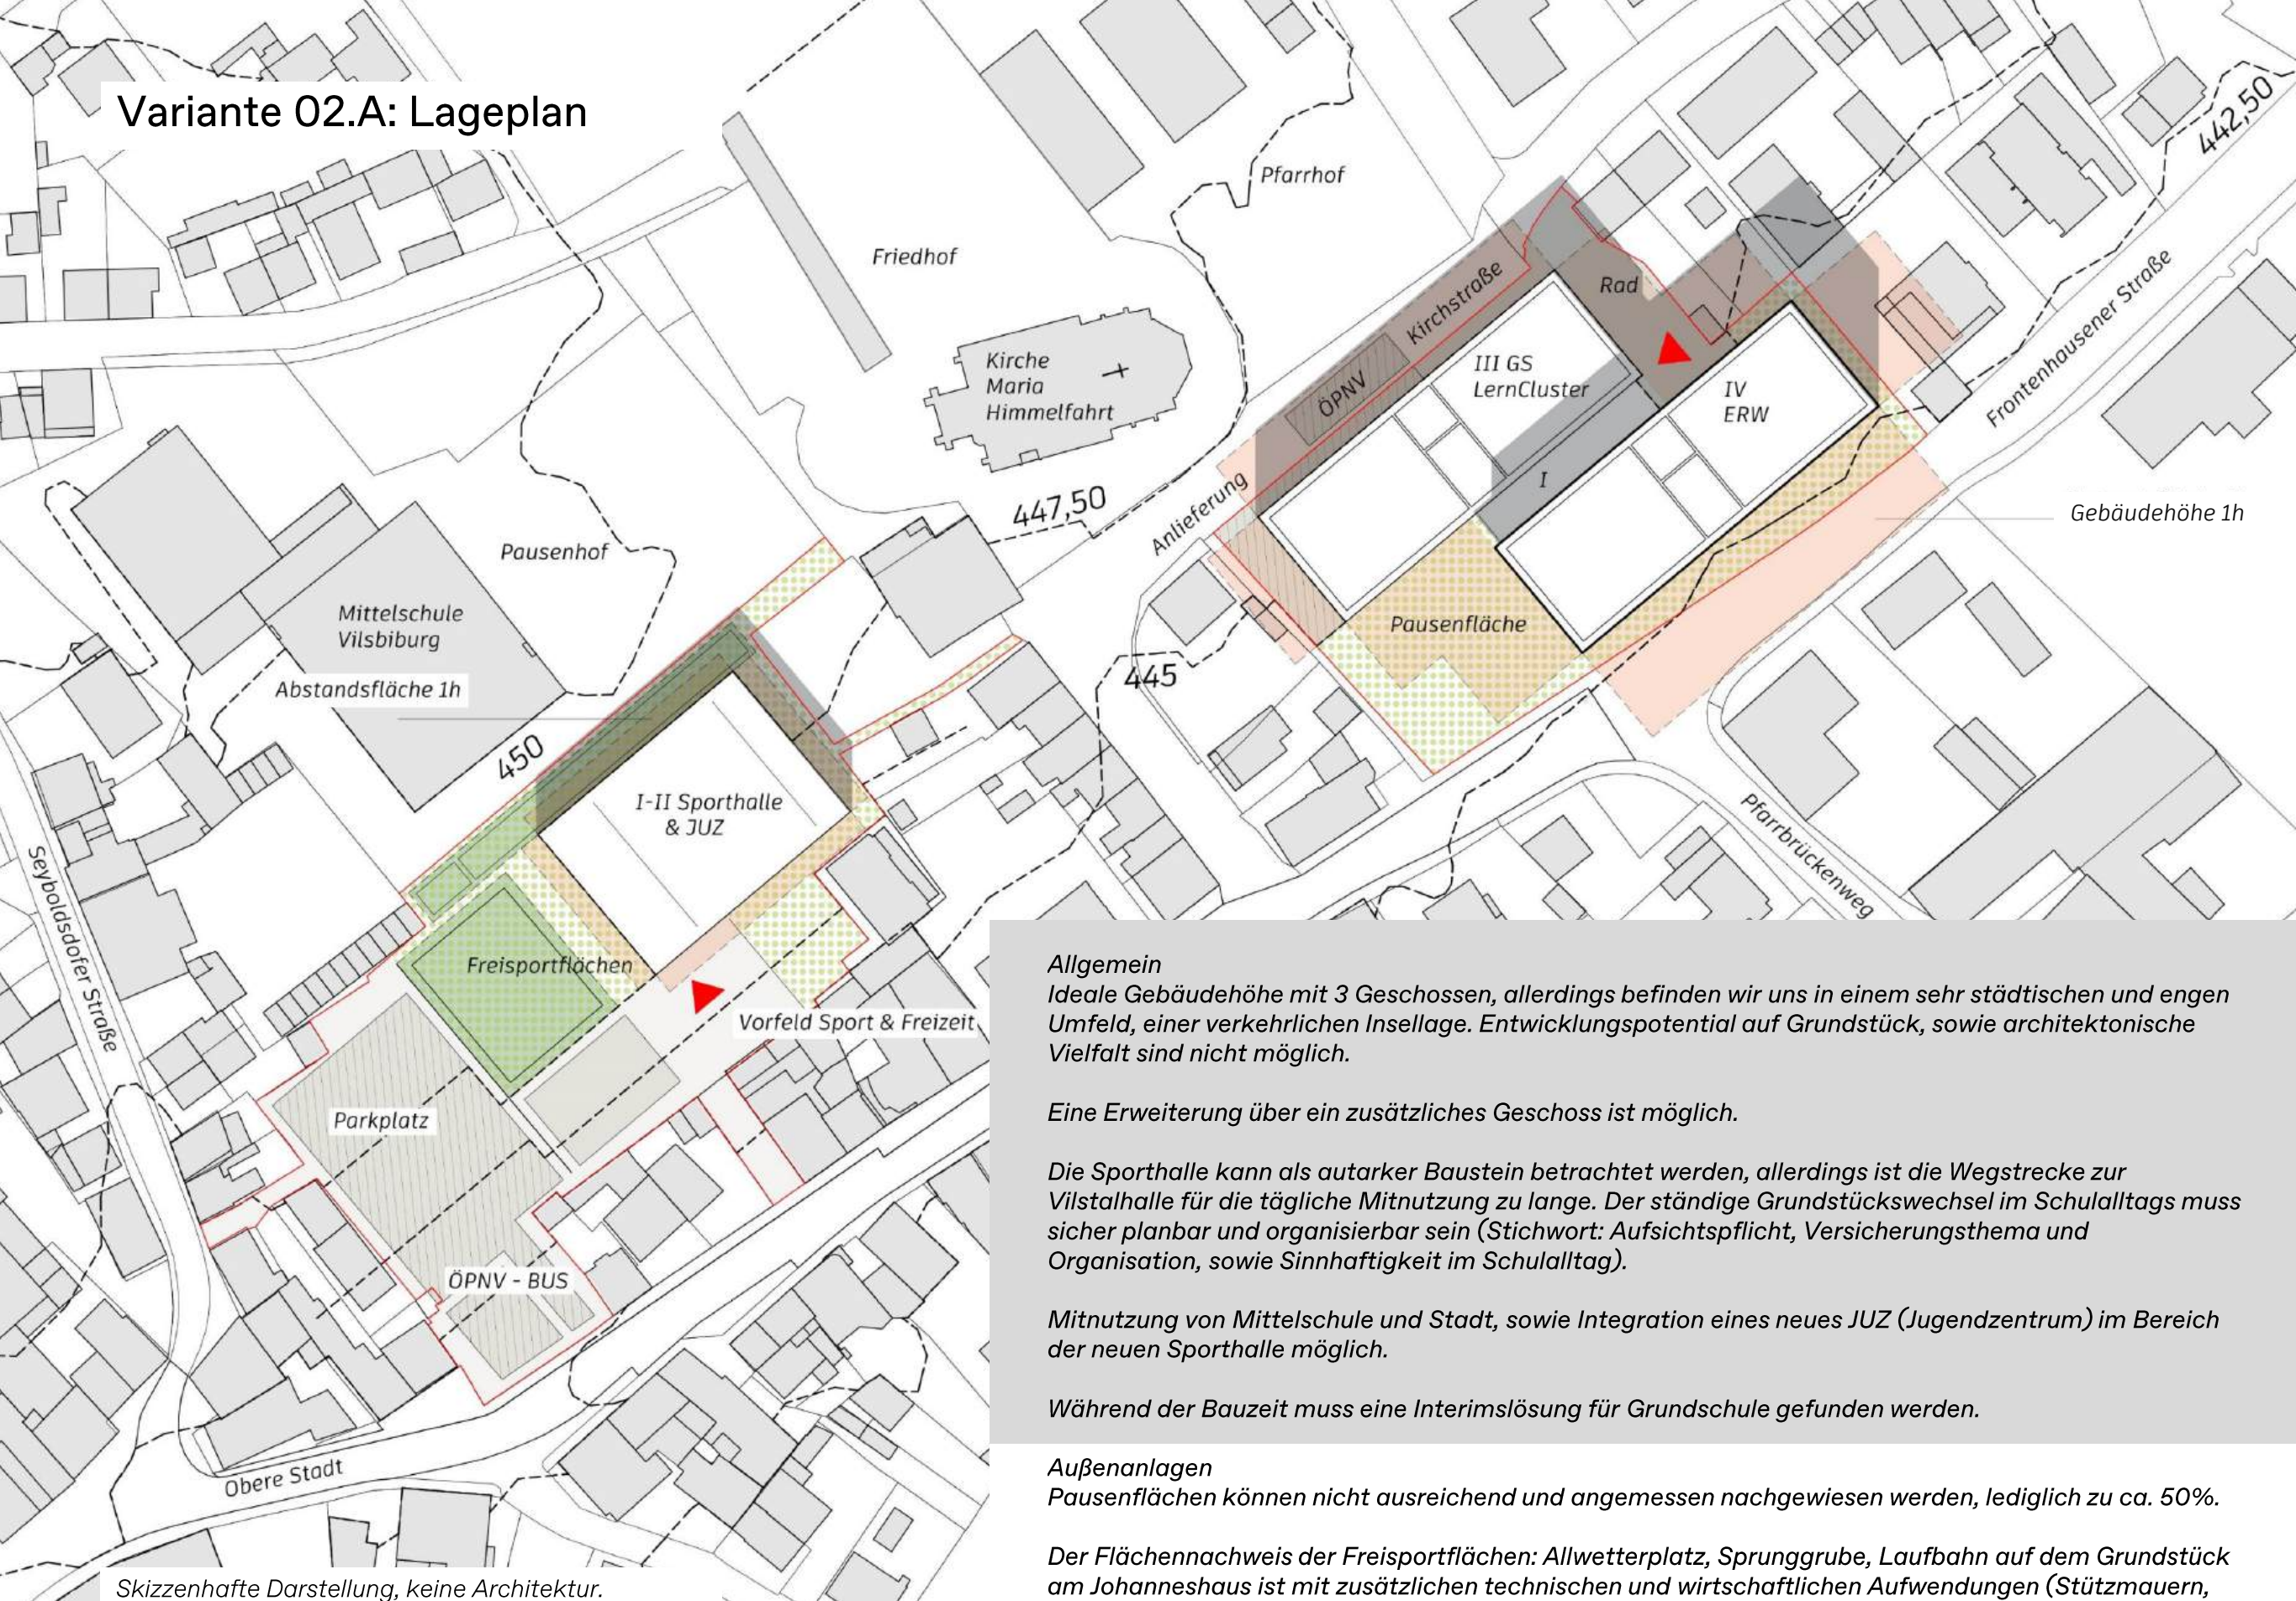 Variante 02.A: Lageplan
442,50
Pfarrhof
Friedhof
Rad
Kirchstraße
Frontenhausener Straße
Kirche
Maria
Himmelfahrt
III GS
LernCluster
ÖPNV
IV
ERW
I
Anlieferung
447,50
Gebäudehöhe 1h
Pausenhof
Mittelschule
Vilsbiburg
Pausenfläche
Abstandsfläche 1h
445
450
I-II Sporthalle
& JUZ
Pfarrbrückenweg
Seyboldsdofer Straße
Freisportflächen
Vorfeld Sport & Freizeit
Parkplatz
ÖPNV - BUS
Obere Stadt
Skizzenhafte Darstellung, keine Architektur.
Allgemein
Ideale Gebäudehöhe mit 3 Geschossen, allerdings befinden wir uns in einem sehr städtischen und engen
Umfeld, einer verkehrlichen Insellage. Entwicklungspotential auf Grundstück, sowie architektonische
Vielfalt sind nicht möglich.
Eine Erweiterung über ein zusätzliches Geschoss ist möglich.
Die Sporthalle kann als autarker Baustein betrachtet werden, allerdings ist die Wegstrecke zur
Vilstalhalle für die tägliche Mitnutzung zu lange. Der ständige Grundstückswechsel im Schulalltags muss
sicher planbar und organisierbar sein (Stichwort: Aufsichtspflicht, Versicherungsthema und
Organisation, sowie Sinnhaftigkeit im Schulalltag).
Mitnutzung von Mittelschule und Stadt, sowie Integration eines neues JUZ (Jugendzentrum) im Bereich
der neuen Sporthalle möglich.
Während der Bauzeit muss eine Interimslösung für Grundschule gefunden werden.
Außenanlagen
Pausenflächen können nicht ausreichend und angemessen nachgewiesen werden, lediglich zu ca. 50%.
Der Flächennachweis der Freisportflächen: Allwetterplatz, Sprunggrube, Laufbahn auf dem Grundstück
am Johanneshaus ist mit zusätzlichen technischen und wirtschaftlichen Aufwendungen (Stützmauern,